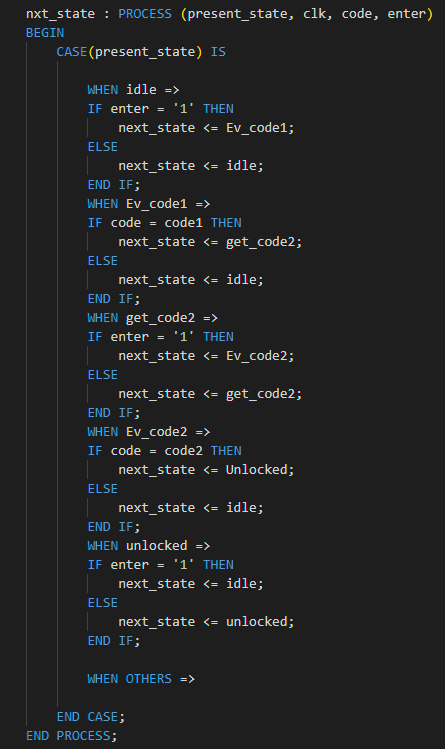 nxt_state : PROCESS (present_state, clk, code, enter)
BEGIN
    CASE(present_state) IS

        WHEN idle =>
        IF enter = '1' THEN
            next_state <= Ev_code1;
        ELSE
            next_state <= idle;
        END IF;
        WHEN Ev_code1 =>
        IF code = code1 THEN
            next_state <= get_code2;
        ELSE
            next_state <= idle;
        END IF;
        WHEN get_code2 =>
        IF enter = '1' THEN
            next_state <= Ev_code2;
        ELSE
            next_state <= get_code2;
        END IF;
        WHEN Ev_code2 =>
        IF code = code2 THEN
            next_state <= Unlocked;
        ELSE
            next_state <= idle;
        END IF;
        WHEN unlocked =>
        IF enter = '1' THEN
            next_state <= idle;
        ELSE
            next_state <= unlocked;
        END IF;

        WHEN OTHERS =>

    END CASE;
END PROCESS;